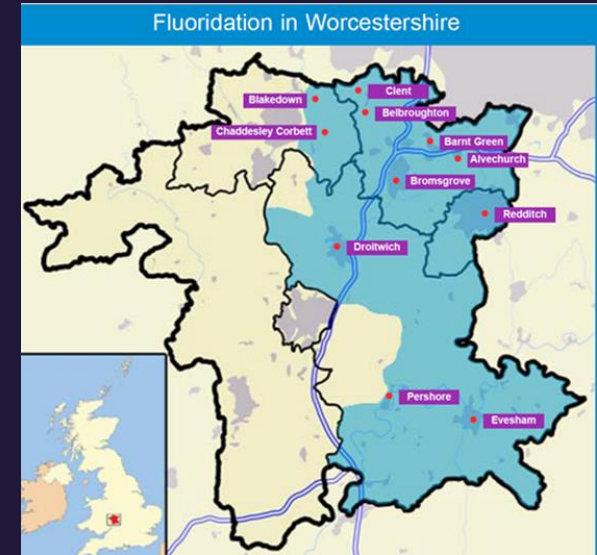 Fluoridation in Worcestershire
Clent
Blakedown
Belbroughton
Chaddesley Corbett
Barnt Green
Alvechurch
Bromsgrove
Redditch
Droitwich
Pershore
Evesham